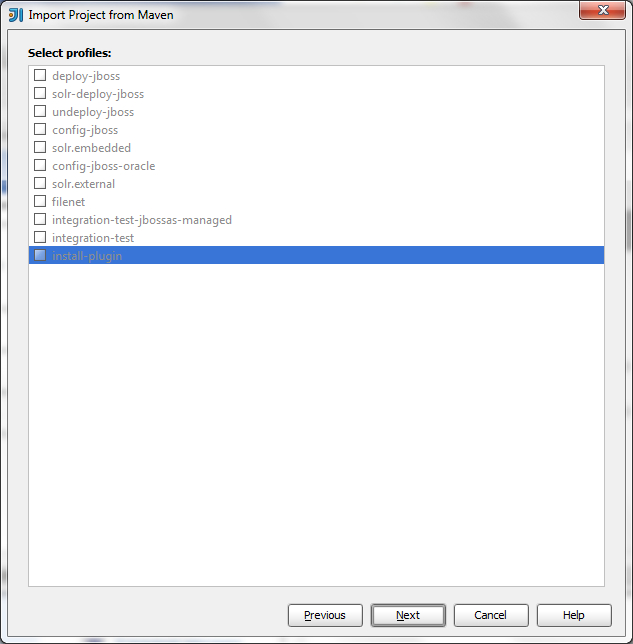 Import Project from Maven
Select profiles:
deploy-jboss
solr-deploy-jboss
undeploy-jboss
config-jboss
solr.embedded
config-jboss-oracle
solr.external
filenet
integration-test-jbossas-managed
integration-test
install-plugin
Previous Next Cancel Help